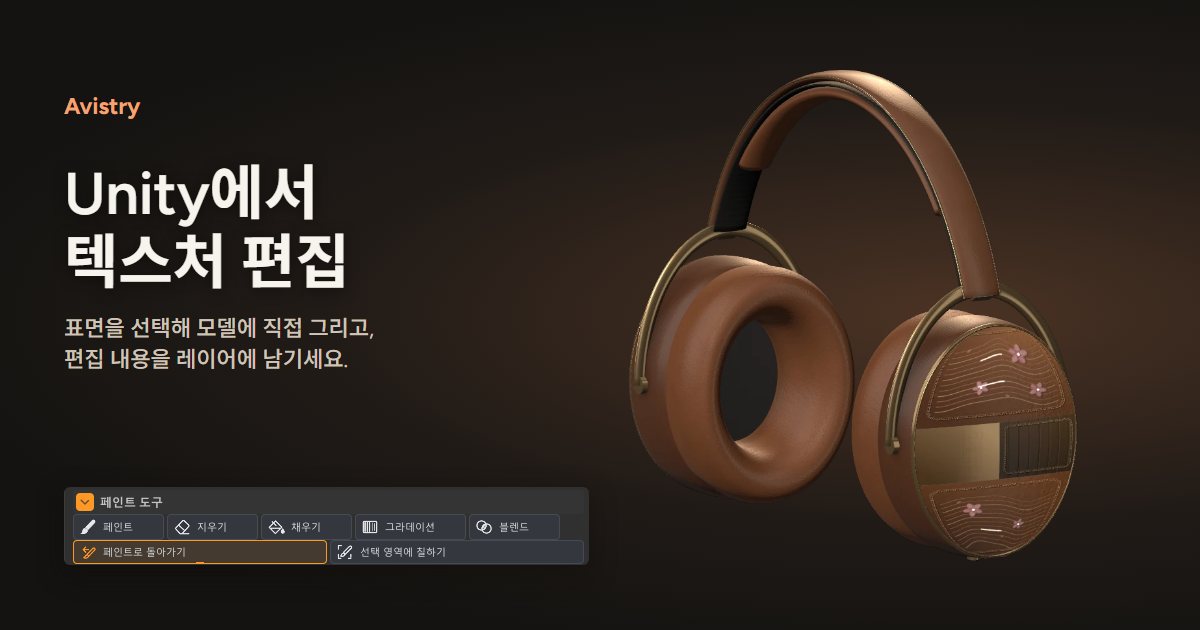 Avistry
Unity에서
텍스처 편집
표면을 선택해 모델에 직접 그리고,
편집 내용을 레이어에 남기세요.
페인트 도구
페인트 지우기 채우기 그라데이션 블렌드
페인트로 돌아가기 선택 영역에 칠하기